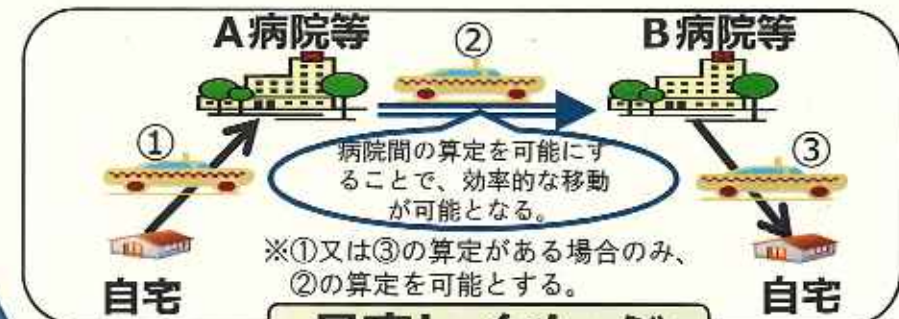 A病院等
②
B病院等
①
③
病院間の算定を可能にす
ることで、効率的な移動
が可能となる。
※①又は③の算定がある場合のみ、
②の算定を可能とする。
自宅
自宅